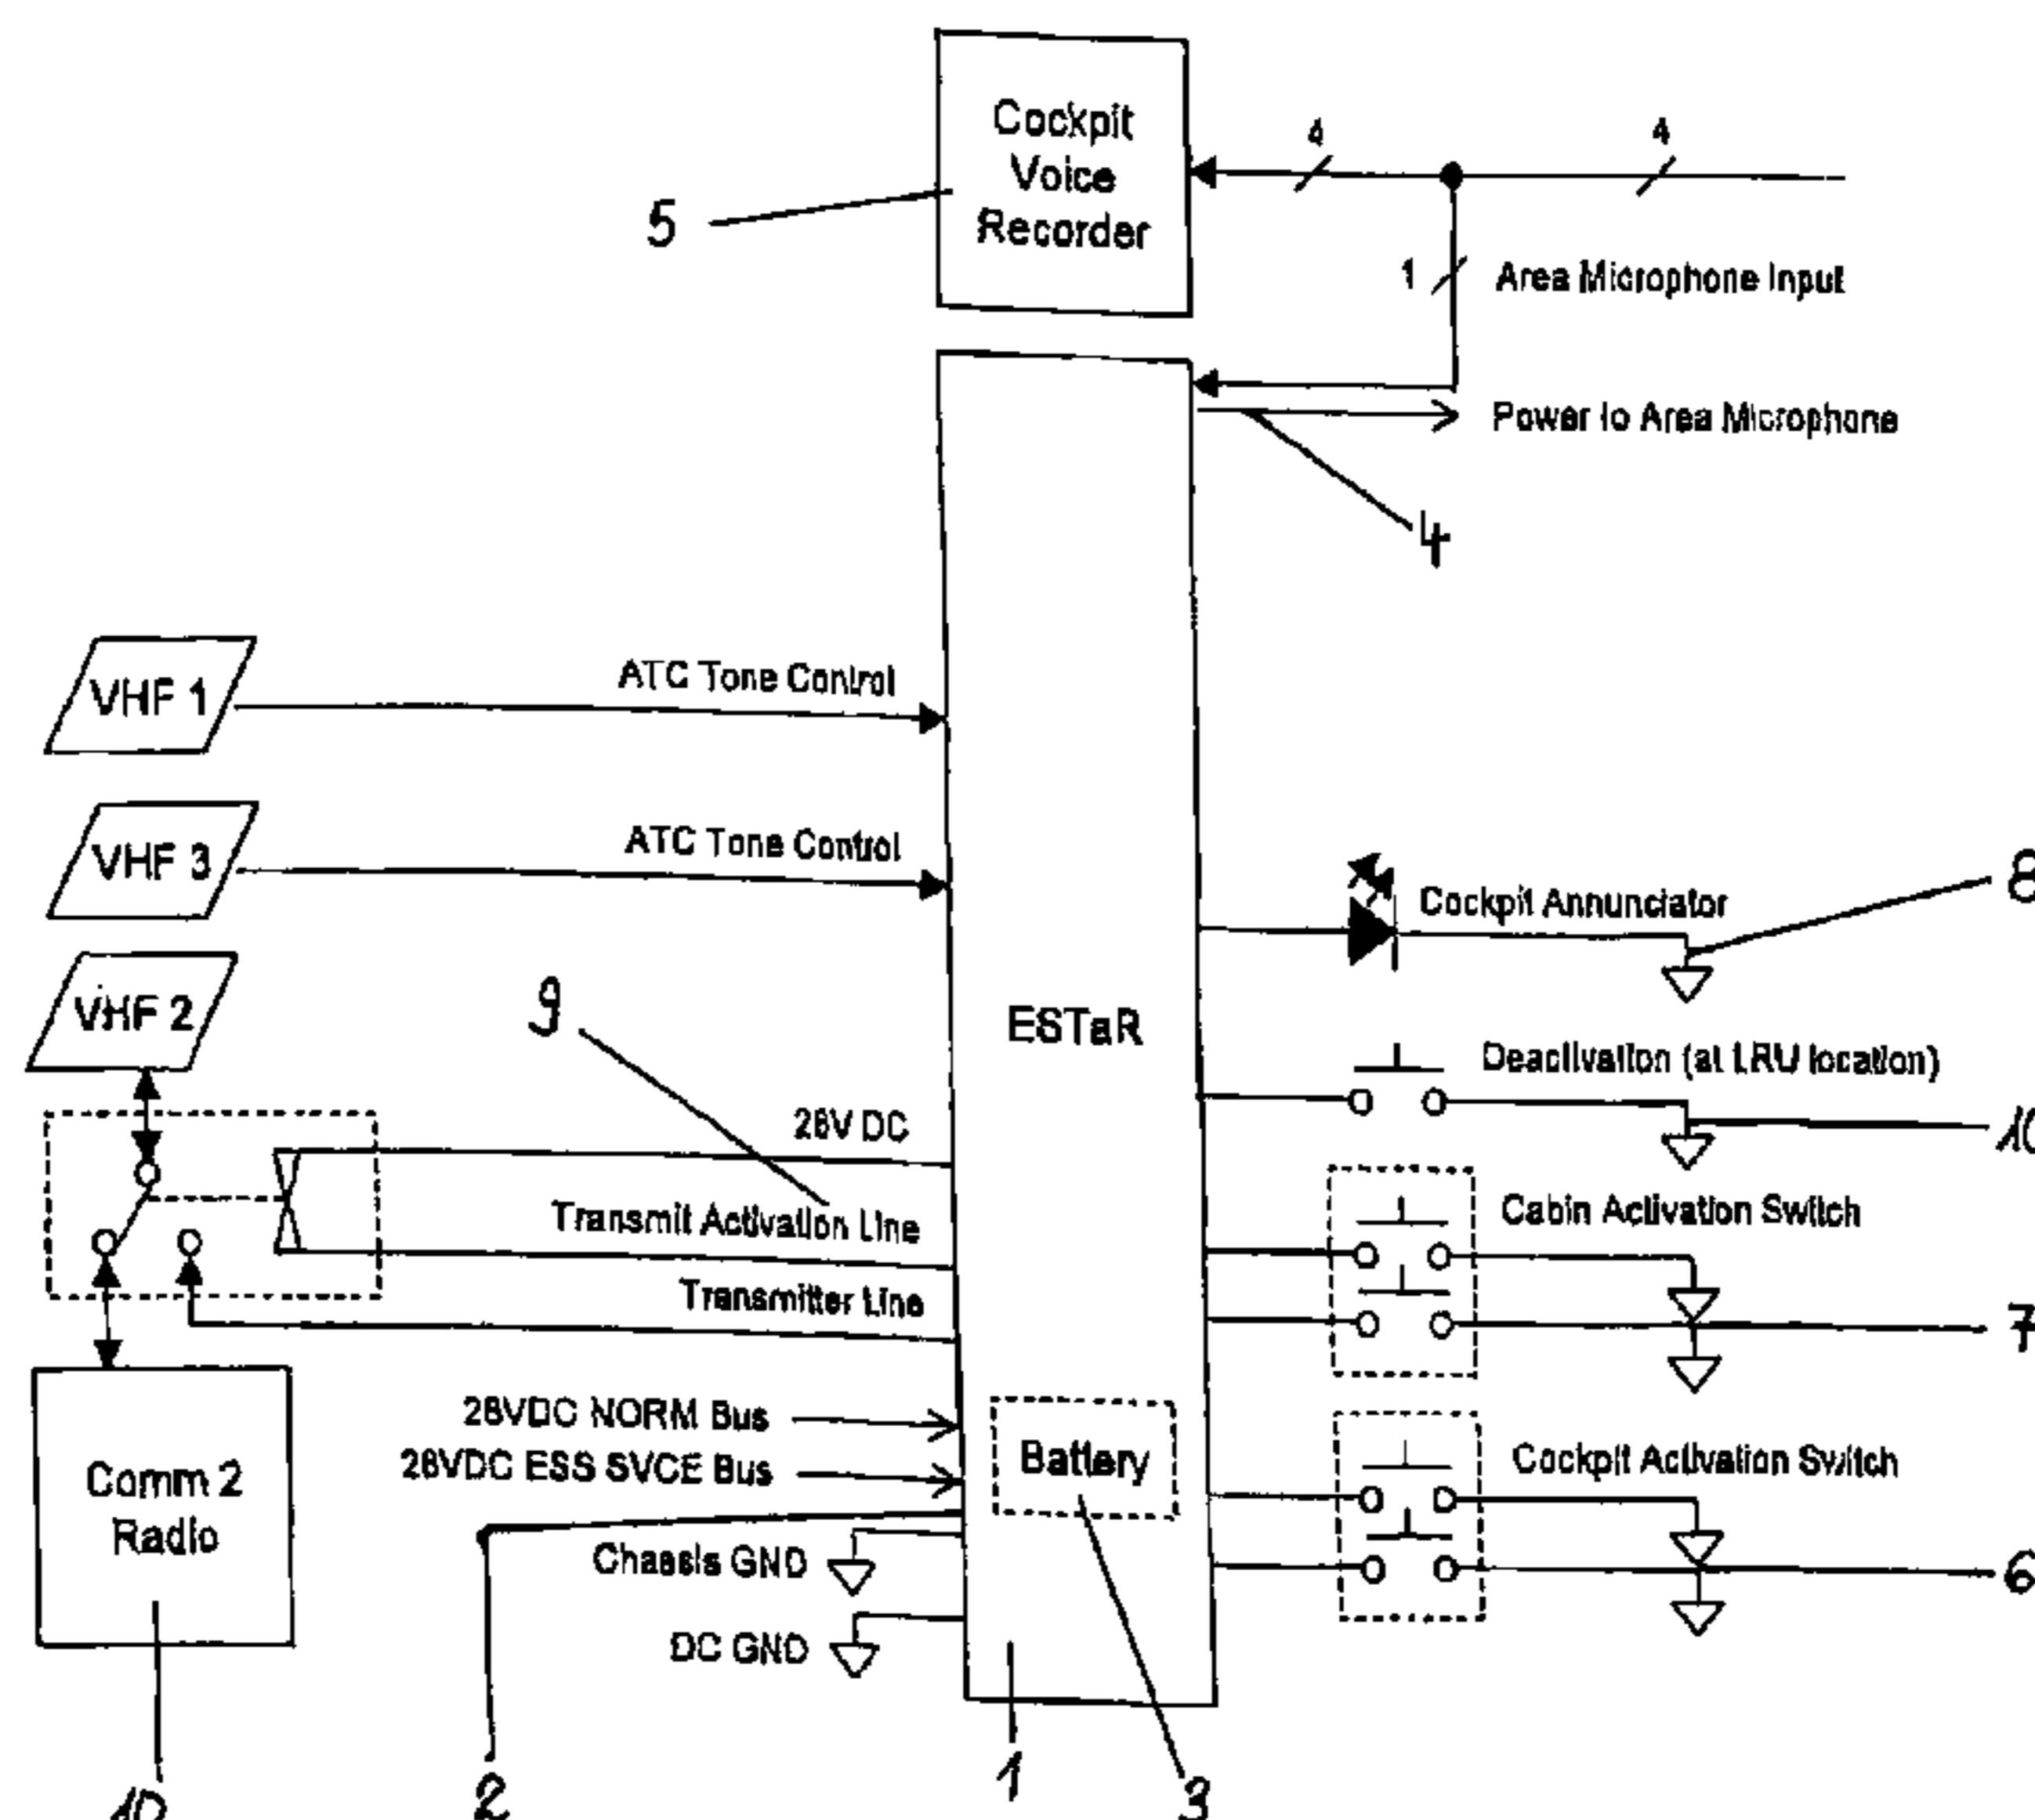 Cockpit
Voice
Recorder
4
4
5
1
Area Microphone Input
Power to Area Microphone
4
VHF 1
ATC Tone Control
VHF 3
ATC Tone Control
8
Cockpit Annunciator
VHF 2
9
ESTaR
Deactivation (at LRU location)
28V DC
10
Transmit Activation Line
Cabin Activation Switch
Transmitter Line
7
28VDC NORM Bus
28VDC ESS SVCE Bus
Battery
Cockpit Activation Switch
Comm 2
Radio
Chassis GND
6
DC GND
10
2
1
3